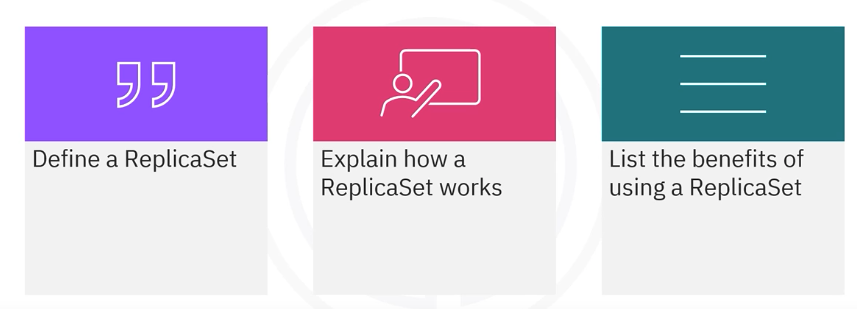 Define a ReplicaSet
Explain how a
ReplicaSet works
List the benefits of
using a ReplicaSet